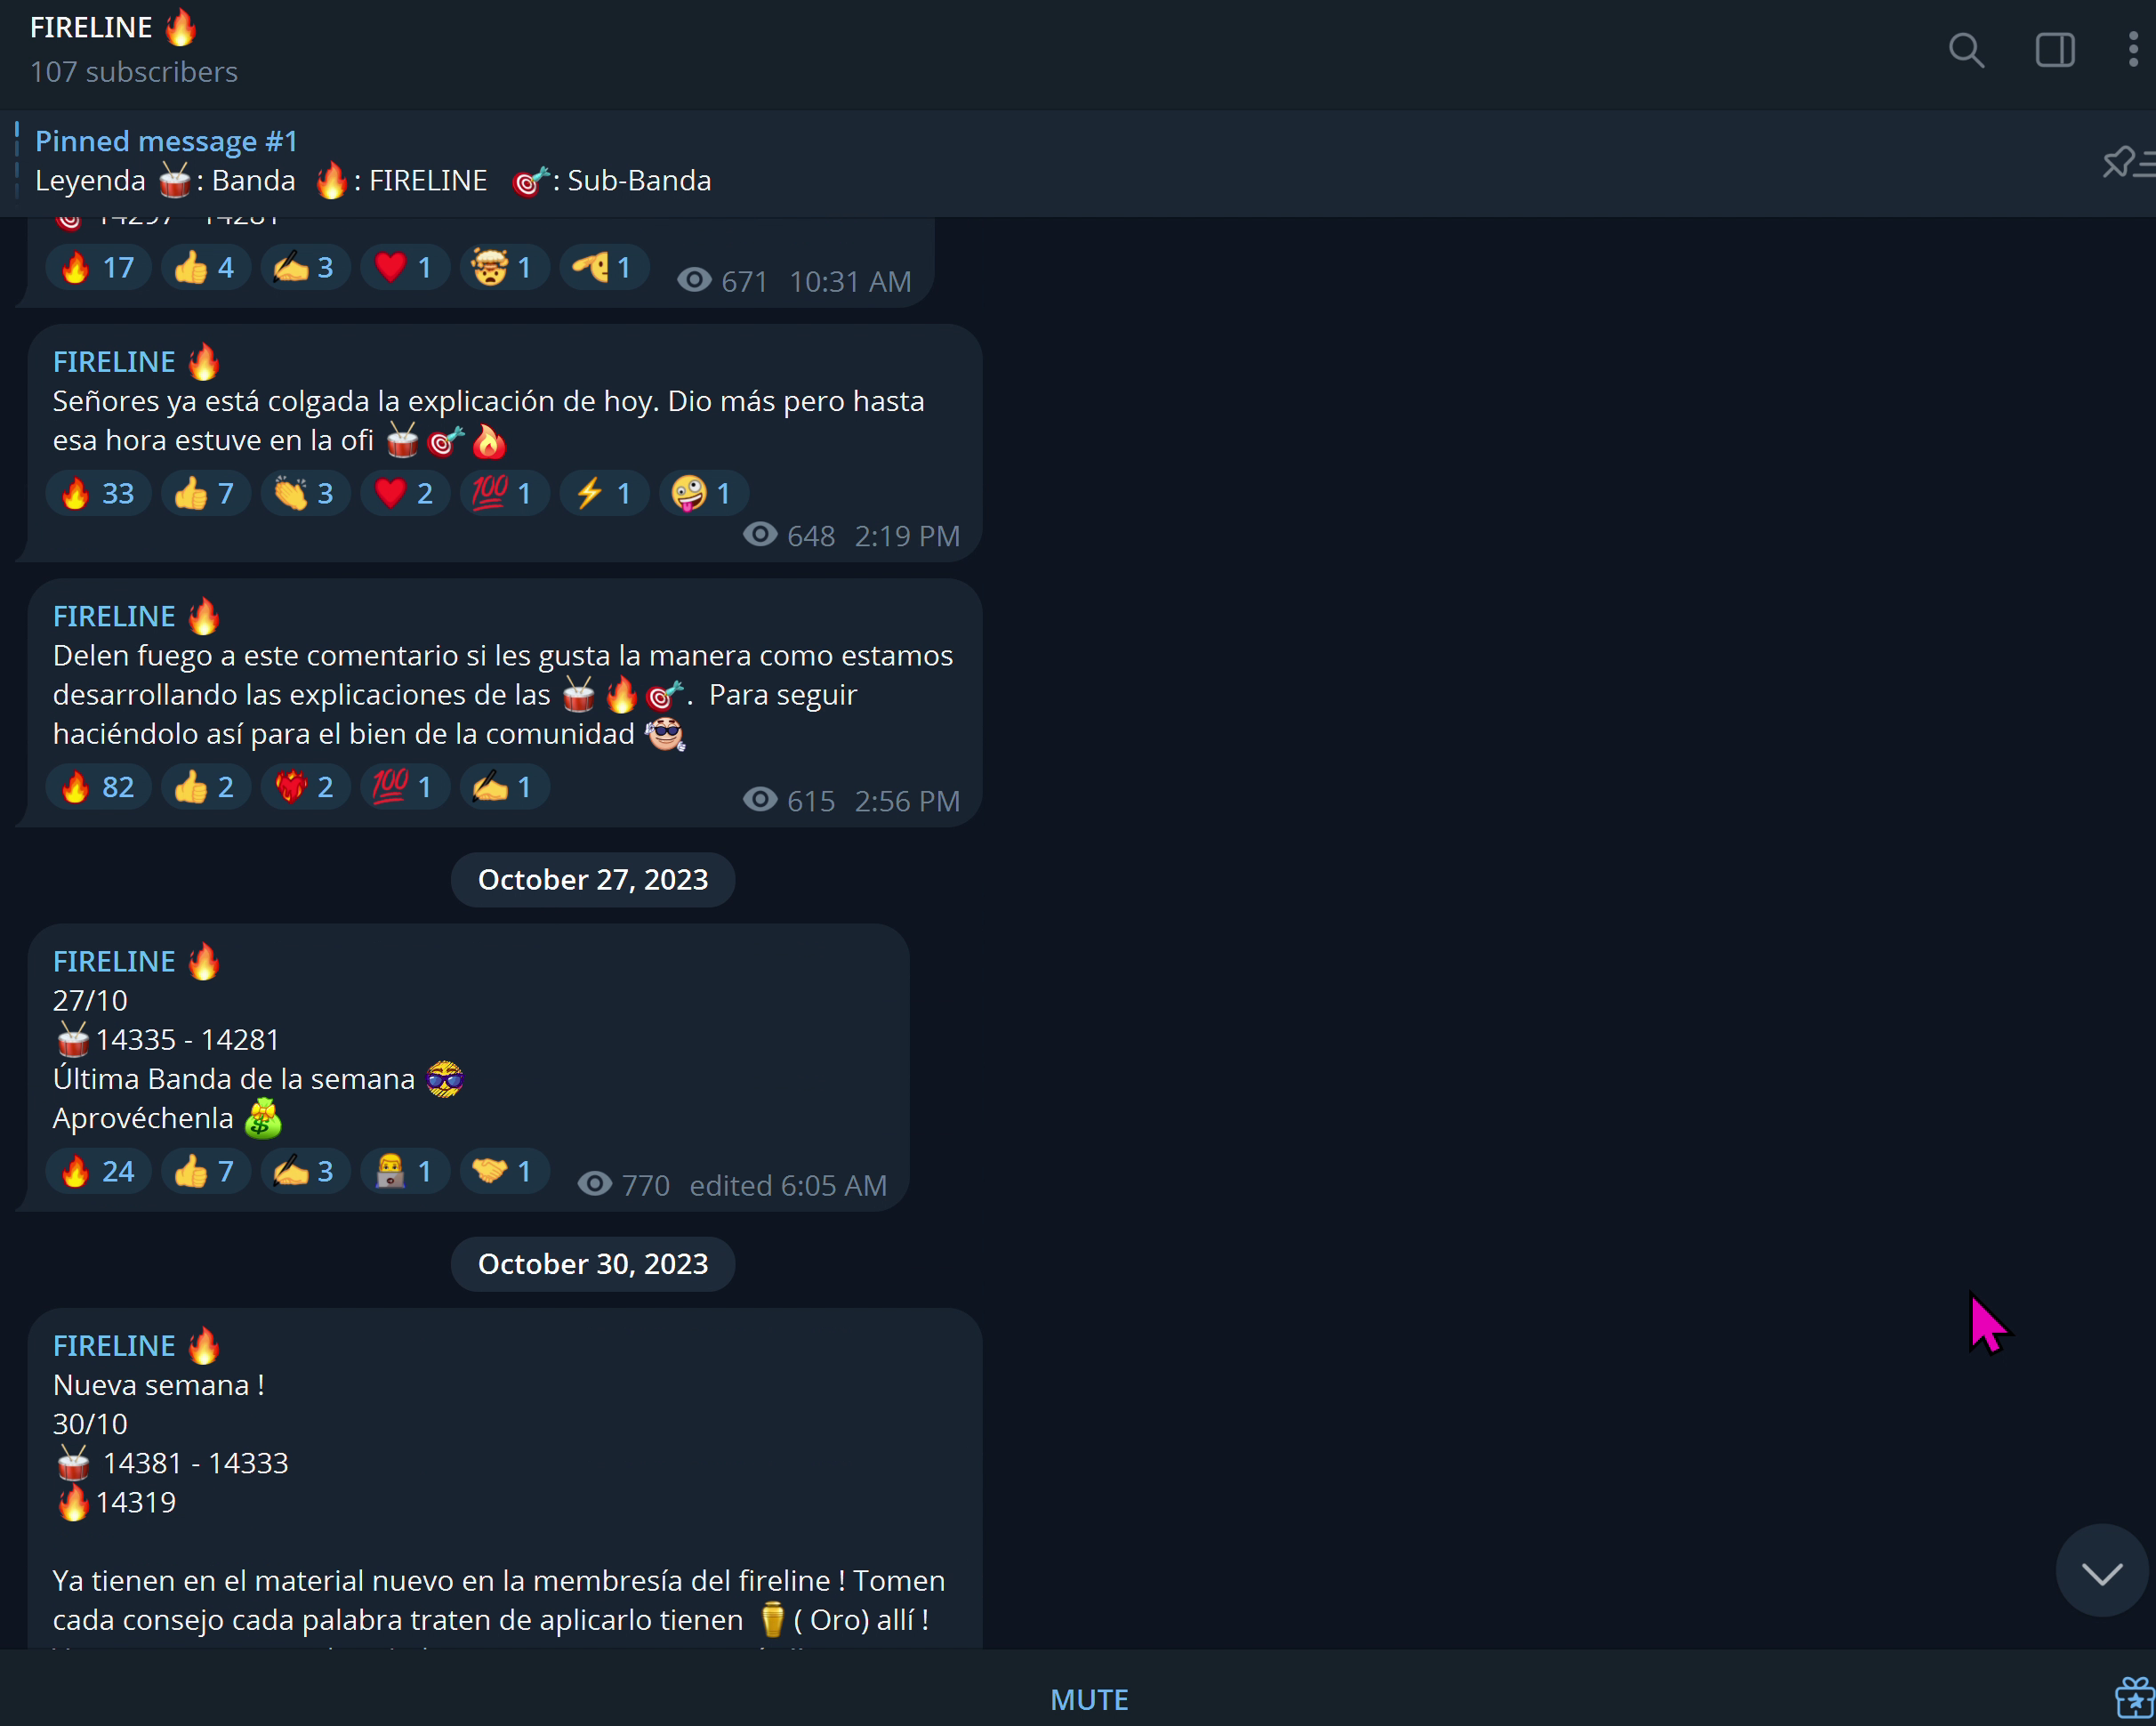 FIRELINE 🔥
107 subscribers
Pinned message #1
Leyenda 🥁: Banda 🔥: FIRELINE 🎯: Sub-Banda
🎯 14297 - 14281
🔥 17 👍 4 ✍️ 3 ❤️ 1 🤯 1 1 671 10:31 AM
FIRELINE 🔥
Señores ya está colgada la explicación de hoy. Dio más pero hasta
esa hora estuve en la ofi 🥁🎯🔥
🔥 33 👍 7 👏 3 ❤️ 2 💯 1 ⚡ 1 🤪 1
648 2:19 PM
FIRELINE 🔥
Delen fuego a este comentario si les gusta la manera como estamos
desarrollando las explicaciones de las 🥁🔥🎯. Para seguir
haciéndolo así para el bien de la comunidad 😎
🔥 82 👍 2 ❤️‍🔥 2 💯 1 ✍️ 1 615 2:56 PM
October 27, 2023
FIRELINE 🔥
27/10
🥁14335 - 14281
Última Banda de la semana 😎
Aprovéchenla 💰
🔥 24 👍 7 ✍️ 3 👨‍💻 1 🤝 1 770 edited 6:05 AM
October 30, 2023
FIRELINE 🔥
Nueva semana !
30/10
🥁 14381 - 14333
🔥14319
Ya tienen en el material nuevo en la membresía del fireline ! Tomen
cada consejo cada palabra traten de aplicarlo tienen ⚱️( Oro) allí !
MUTE